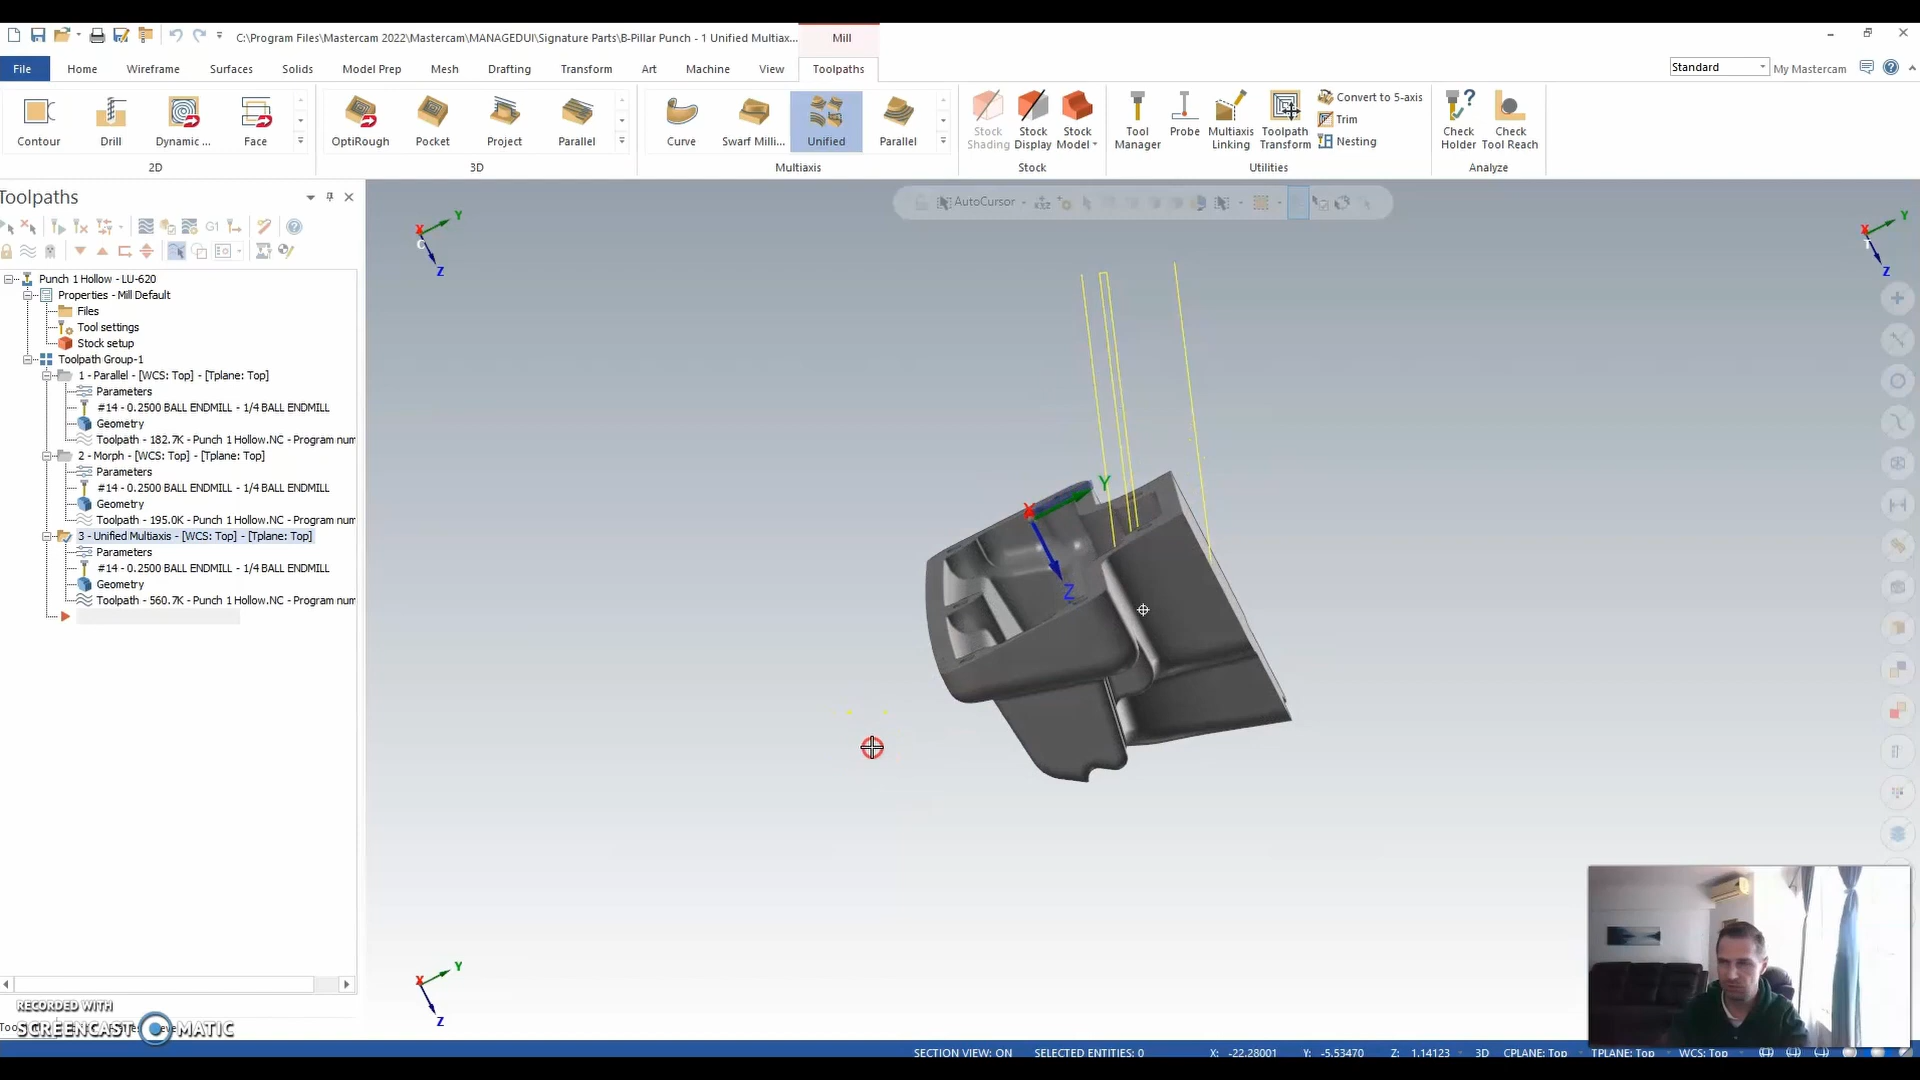 C:\Program Files\Mastercam 2022\Mastercam\MANAGEDUI\Signature Parts\B-Pillar Punch - 1 Unified Multiax...
Mill
File Home Wireframe Surfaces Solids Model Prep Mesh Drafting Transform Art Machine View Toolpaths
Standard My Mastercam
Contour Drill Dynamic ... Face
OptiRough Pocket Project Parallel
Curve Swarf Milli... Unified Parallel
Stock Shading Stock Display Stock Model
Tool Manager Probe Multiaxis Linking Toolpath Transform
Convert to 5-axis
Trim
Nesting
Check Holder Check Tool Reach
2D 3D Multiaxis Stock Utilities Analyze
Toolpaths
AutoCursor
G1
Punch 1 Hollow - LU-620
Properties - Mill Default
Files
Tool settings
Stock setup
Toolpath Group-1
1 - Parallel - [WCS: Top] - [Tplane: Top]
Parameters
#14 - 0.2500 BALL ENDMILL - 1/4 BALL ENDMILL
Geometry
Toolpath - 182.7K - Punch 1 Hollow.NC - Program num
2 - Morph - [WCS: Top] - [Tplane: Top]
Parameters
#14 - 0.2500 BALL ENDMILL - 1/4 BALL ENDMILL
Geometry
Toolpath - 195.0K - Punch 1 Hollow.NC - Program num
3 - Unified Multiaxis - [WCS: Top] - [Tplane: Top]
Parameters
#14 - 0.2500 BALL ENDMILL - 1/4 BALL ENDMILL
Geometry
Toolpath - 560.7K - Punch 1 Hollow.NC - Program num
X Y C Z
X Y T Z
X Y Z
X Y Z
RECORDED WITH
SCREENCAST MATIC
SECTION VIEW: ON SELECTED ENTITIES: 0 X: -22.28001 Y: -5.53470 Z: 1.14123 3D CPLANE: Top TPLANE: Top WCS: Top